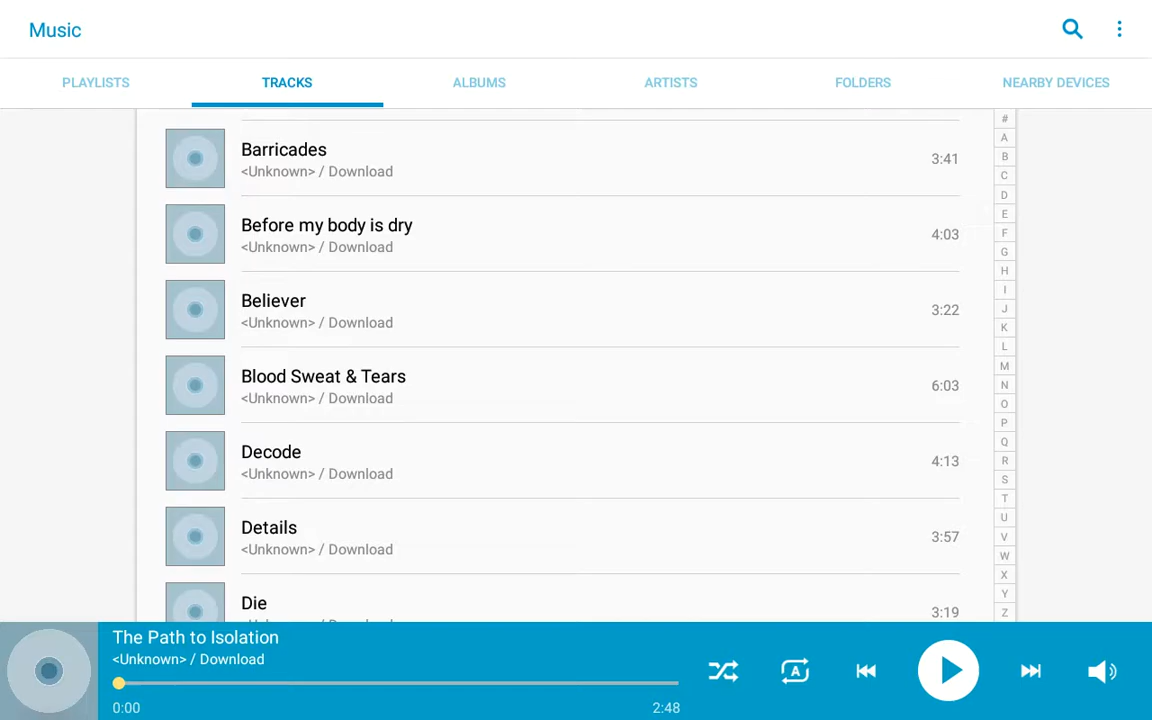 Music
PLAYLISTS
TRACKS
ALBUMS
ARTISTS
FOLDERS
NEARBY DEVICES
Barricades
<Unknown> / Download
3:41
Before my body is dry
<Unknown> / Download
4:03
Believer
<Unknown> / Download
3:22
Blood Sweat & Tears
<Unknown> / Download
6:03
Decode
<Unknown> / Download
4:13
Details
<Unknown> / Download
3:57
Die
<Unknown> / Download
3:19
#
A
B
C
D
E
F
G
H
I
J
K
L
M
N
O
P
Q
R
S
T
U
V
W
X
Y
Z
The Path to Isolation
<Unknown> / Download
0:00
2:48
A